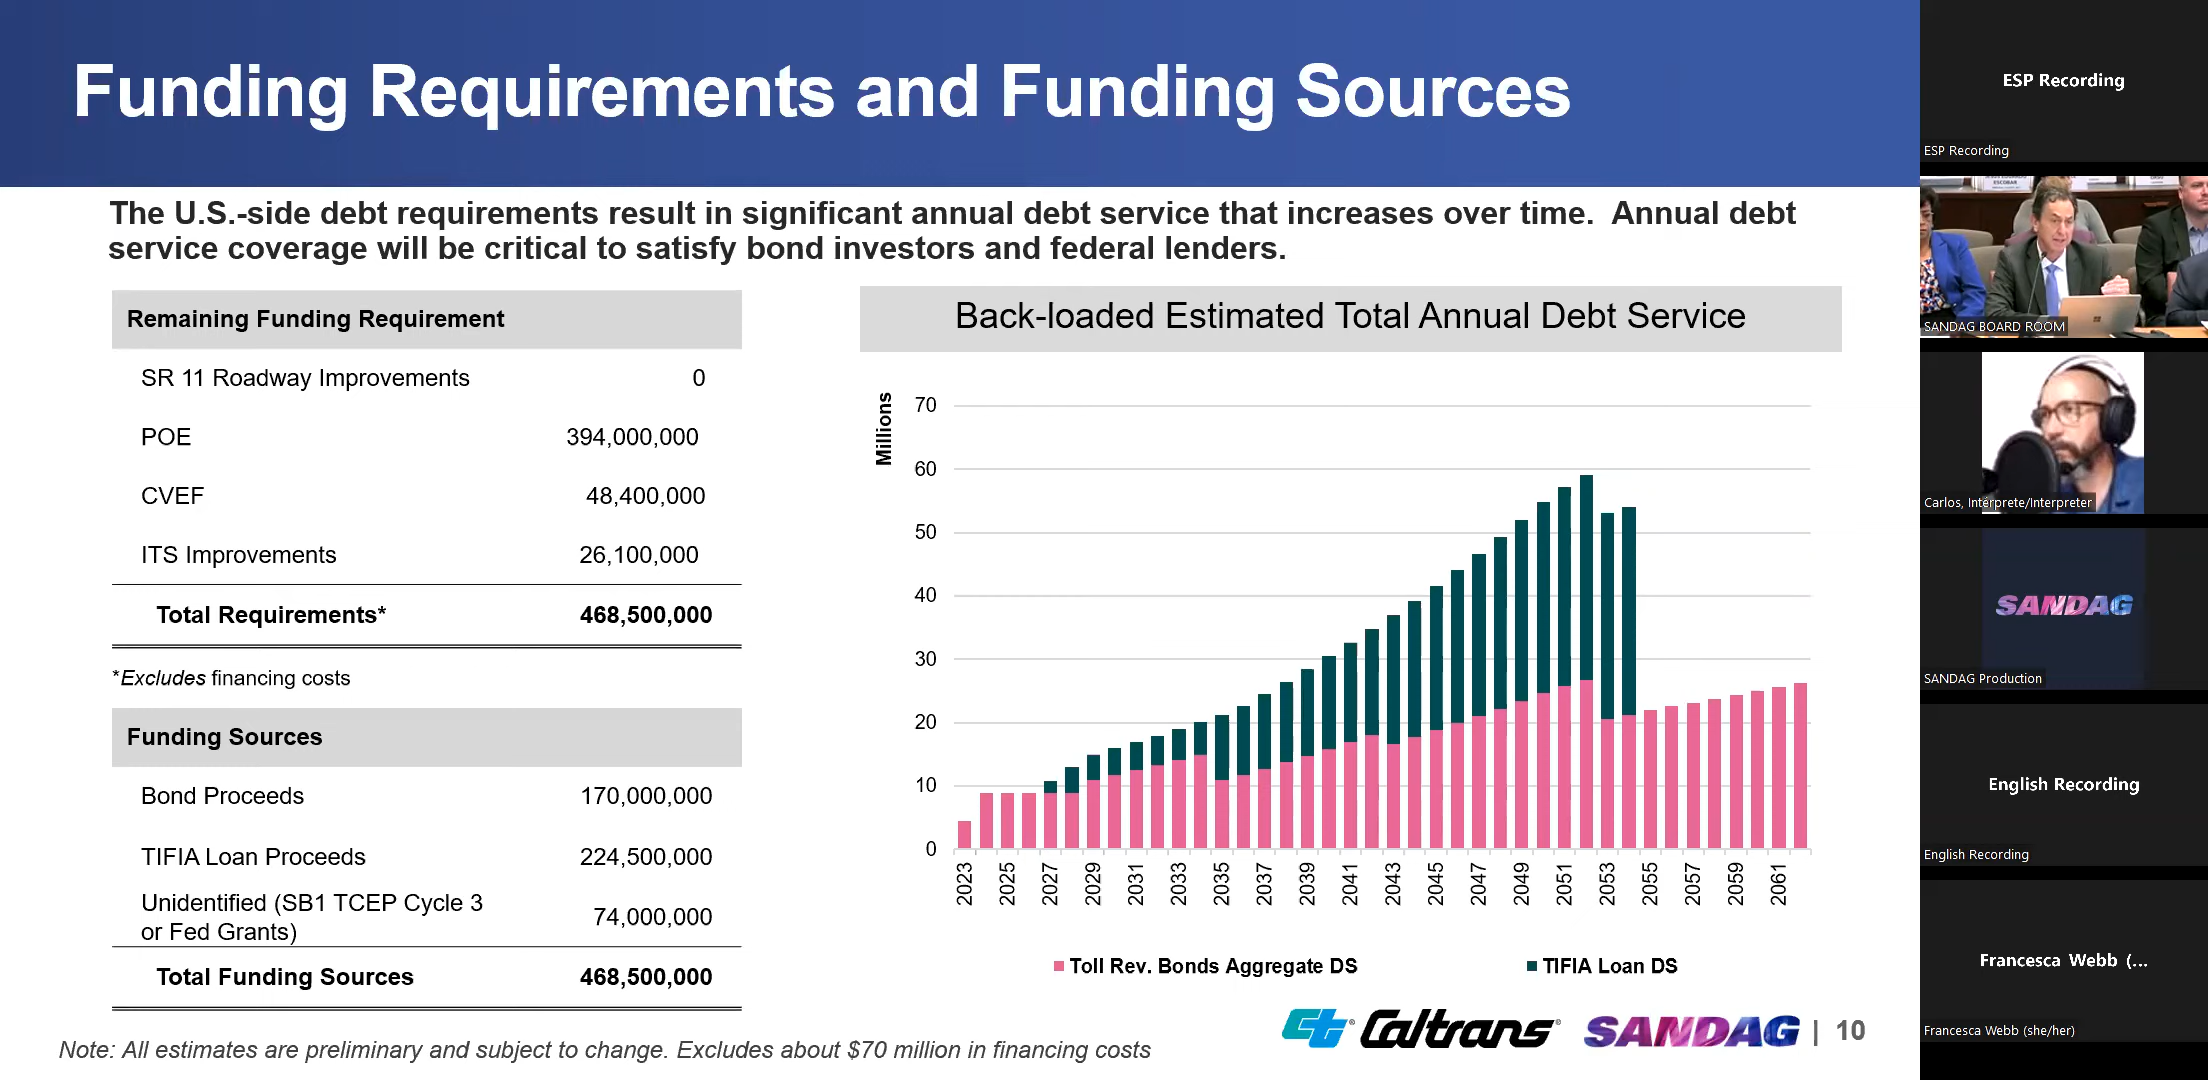 Funding Requirements and Funding Sources
The U.S.-side debt requirements result in significant annual debt service that increases over time.  Annual debt
service coverage will be critical to satisfy bond investors and federal lenders.
Remaining Funding Requirement
SR 11 Roadway Improvements 0
POE 394,000,000
CVEF 48,400,000
ITS Improvements 26,100,000
Total Requirements* 468,500,000
*Excludes financing costs
Funding Sources
Bond Proceeds 170,000,000
TIFIA Loan Proceeds 224,500,000
Unidentified (SB1 TCEP Cycle 3
or Fed Grants) 74,000,000
Total Funding Sources 468,500,000
Note: All estimates are preliminary and subject to change. Excludes about $70 million in financing costs
Back-loaded Estimated Total Annual Debt Service
Millions
70
60
50
40
30
20
10
0
2023 2025 2027 2029 2031 2033 2035 2037 2039 2041 2043 2045 2047 2049 2051 2053 2055 2057 2059 2061
Toll Rev. Bonds Aggregate DS TIFIA Loan DS
ct Caltrans SANDAG | 10
ESP Recording
ESP Recording
ESCOBAR
SANDAG BOARD ROOM
Carlos, Intérprete/Interpreter
SANDAG
SANDAG Production
English Recording
English Recording
Francesca Webb (...
Francesca Webb (she/her)